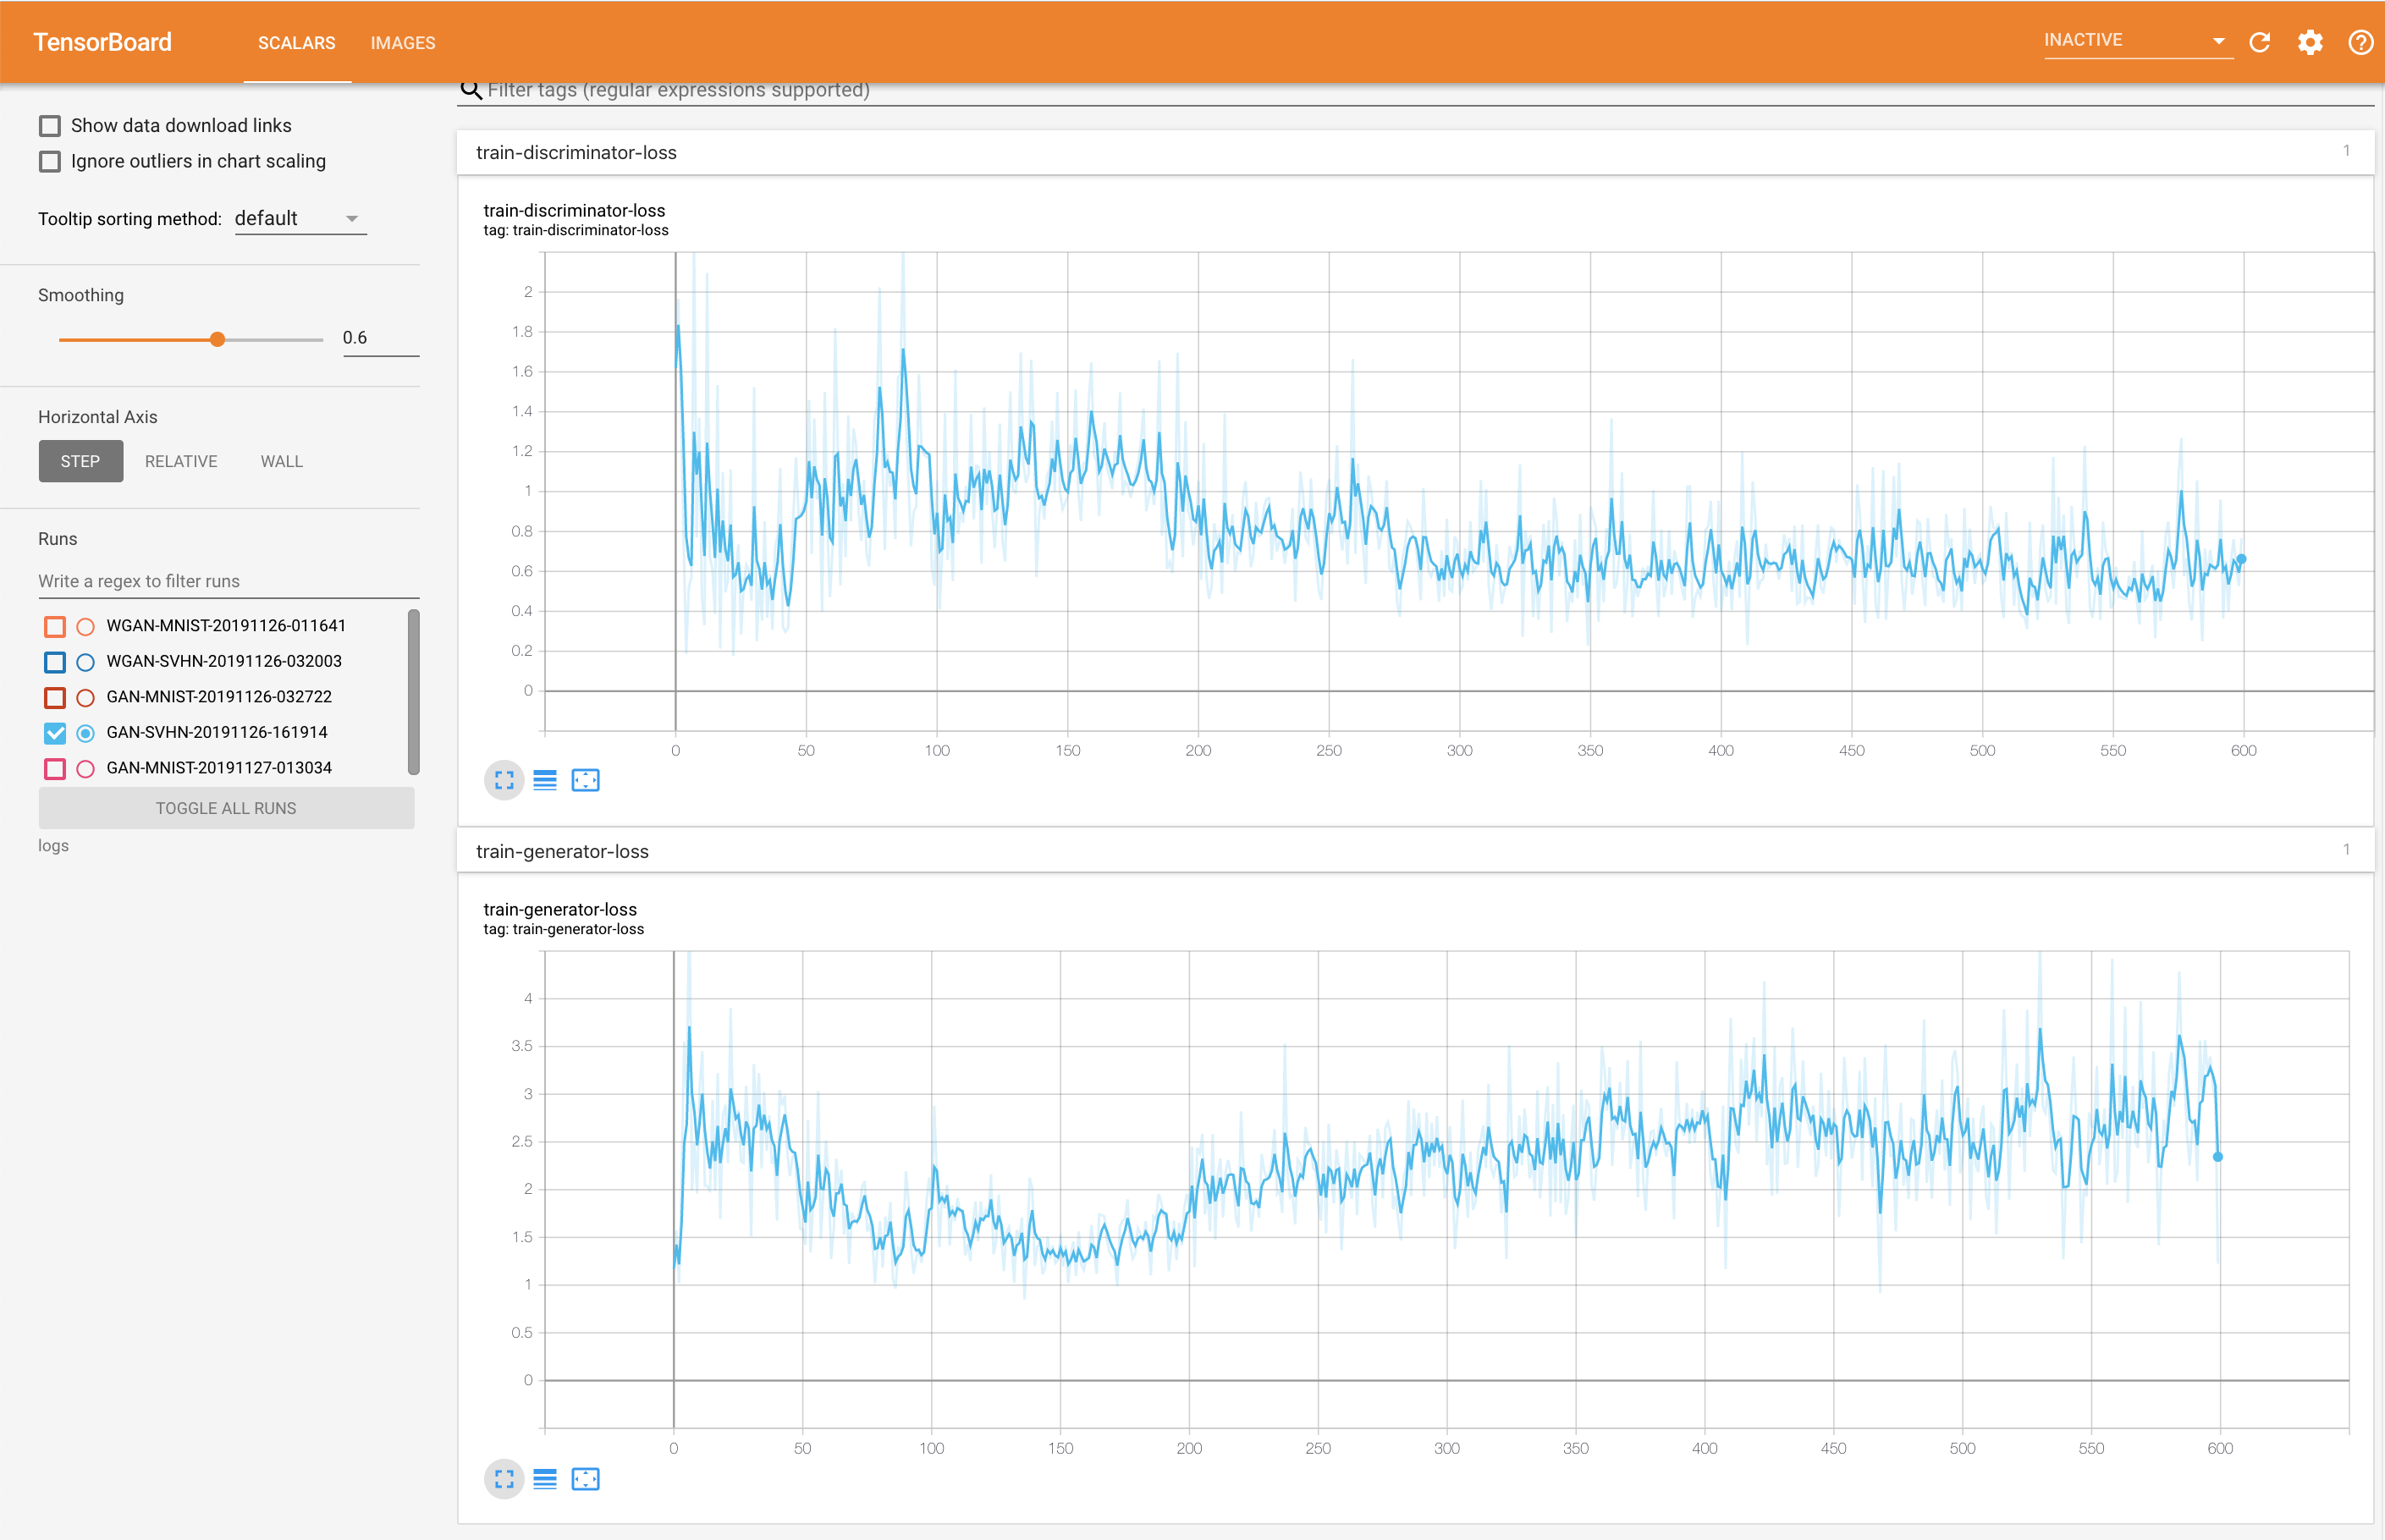 TensorBoard SCALARS IMAGES INACTIVE
Filter tags (regular expressions supported)
Show data download links
Ignore outliers in chart scaling
Tooltip sorting method: default
Smoothing
0.6
Horizontal Axis
STEP RELATIVE WALL
Runs
Write a regex to filter runs
WGAN-MNIST-20191126-011641
WGAN-SVHN-20191126-032003
GAN-MNIST-20191126-032722
GAN-SVHN-20191126-161914
GAN-MNIST-20191127-013034
TOGGLE ALL RUNS
logs
train-discriminator-loss 1
train-discriminator-loss
tag: train-discriminator-loss
2
1.8
1.6
1.4
1.2
1
0.8
0.6
0.4
0.2
0
0 50 100 150 200 250 300 350 400 450 500 550 600
train-generator-loss 1
train-generator-loss
tag: train-generator-loss
4
3.5
3
2.5
2
1.5
1
0.5
0
0 50 100 150 200 250 300 350 400 450 500 550 600